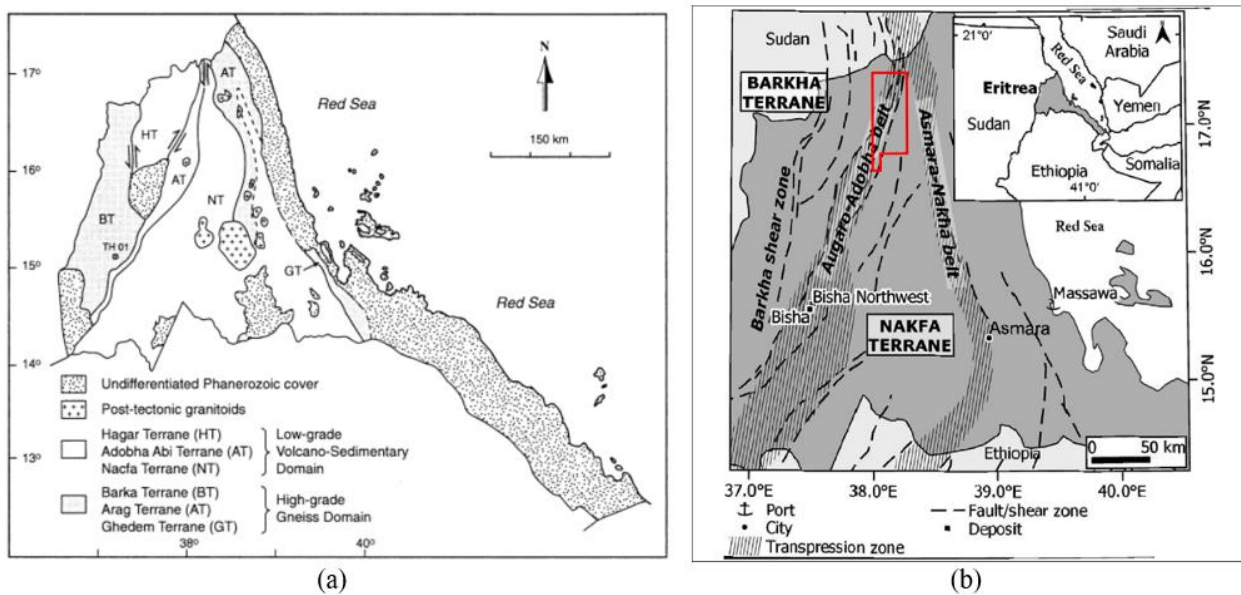 17°
16°
15°
14°
13°
38°
40°
N
150 km
Red Sea
Red Sea
HT
AT
AT
NT
BT
TH 01
GT
Undifferentiated Phanerozoic cover
Post-tectonic granitoids
Hagar Terrane (HT)
Adobha Abi Terrane (AT)
Nacfa Terrane (NT)
Low-grade
Volcano-Sedimentary
Domain
Barka Terrane (BT)
Arag Terrane (AT)
Ghedem Terrane (GT)
High-grade
Gneiss Domain
(a)
Sudan
BARKHA
TERRANE
Barkha shear zone
Augaro-Adobha belt
Asmara-Nakha belt
Bisha Northwest
Bisha
NAKFA
TERRANE
Asmara
Massawa
Red Sea
Ethiopia
0 50 km
21°0'
Saudi
Arabia
Red Sea
Eritrea
Yemen
Sudan
Somalia
Ethiopia
41°0'
17.0°N
16.0°N
15.0°N
37.0°E
38.0°E
39.0°E
40.0°E
Port
City
Transpression zone
Fault/shear zone
Deposit
(b)